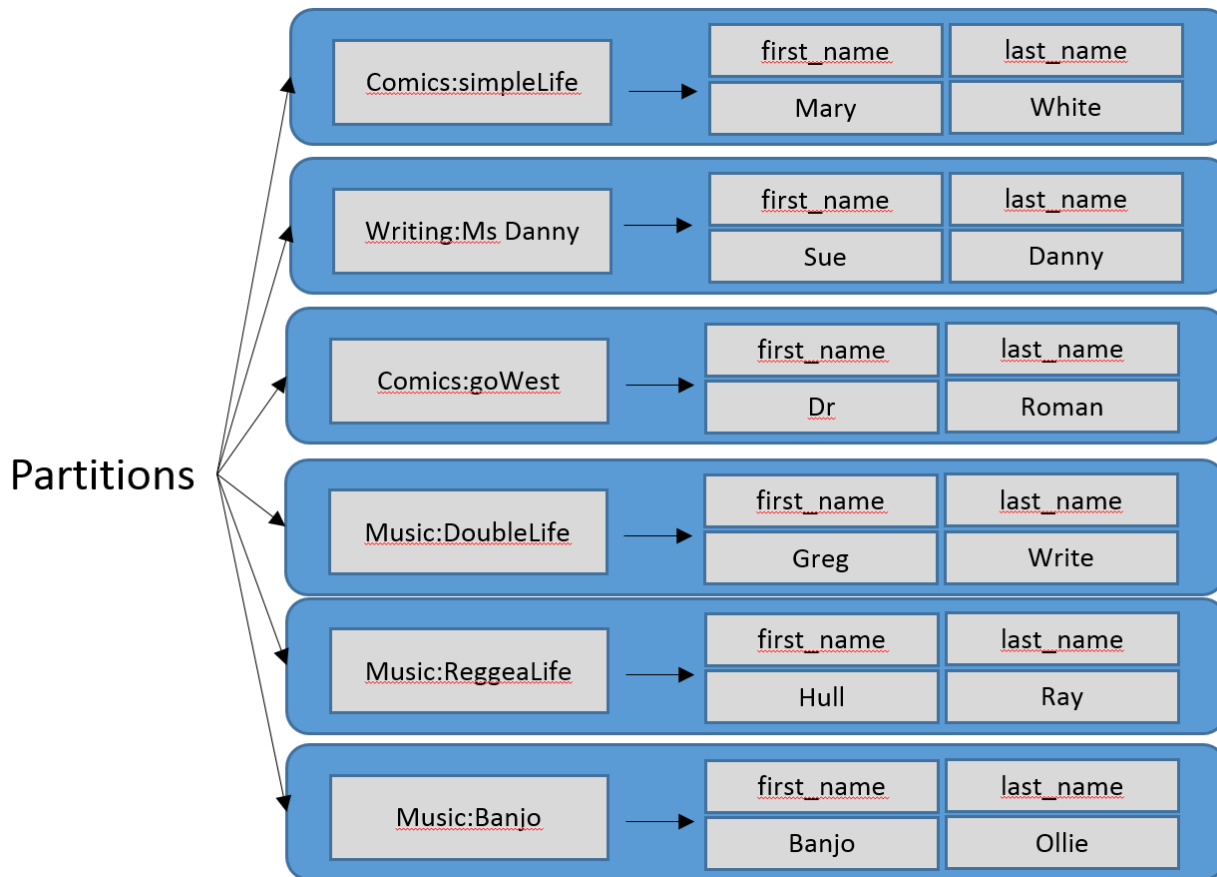 Comics:simpleLife
first_name last_name
Mary White
Writing:Ms Danny
first_name last_name
Sue Danny
Comics:goWest
first_name last_name
Dr Roman
Partitions
Music:DoubleLife
first_name last_name
Greg Write
Music:ReggeaLife
first_name last_name
Hull Ray
Music:Banjo
first_name last_name
Banjo Ollie